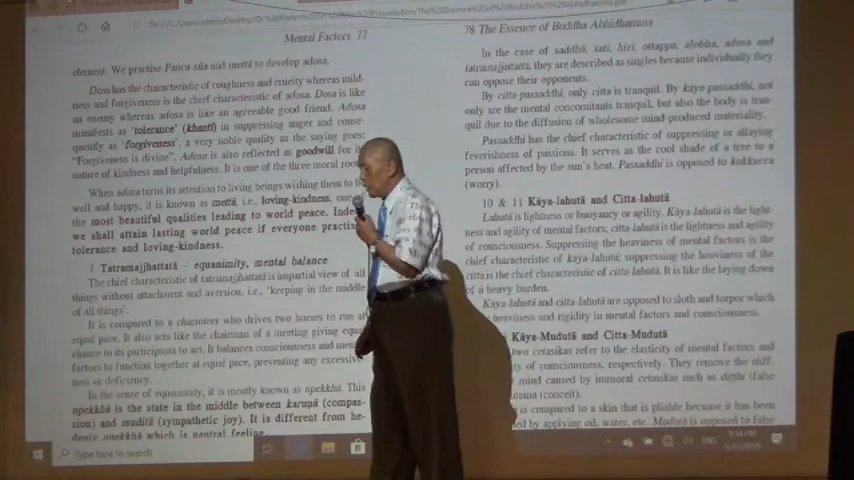 Mental Factors 77
element. We practise Panca-sila and mettā to develop adosa.
Dosa has the characteristic of roughness and cruelty whereas mild-
ness and forgiveness is the chief characteristic of adosa. Dosa is like
an enemy whereas adosa is like an agreeable good friend. Adosa
manifests as 'tolerance' (khanti) in suppressing anger and conse-
quently as 'forgiveness', a very noble quality as the saying goes:
"Forgiveness is divine". Adosa is also reflected as goodwill for
nature of kindness and helpfulness. It is one of the three moral
When adosa turns its attention to living beings wishing them to
well and happy, it is known as mettā, i.e., loving-kindness,
the most beautiful qualities leading to world peace.
we shall attain lasting world peace if everyone
tolerance and loving-kindness.
7 Tatramajjhattatā - equanimity, mental balance
The chief characteristic of tatramajjhattatā is impartial view of all
things without attachment and aversion, i.e., 'keeping in the middle
of all things'.
It is compared to a charioteer who drives two horses to run at
equal pace. It also acts like the chairman of a meeting giving
chance to its participators to act. It balances consciousness and
factors to function together at equal pace, preventing any
ness or deficiency.
In the sense of equanimity, it is mostly known as upekkhā. This
upekkhā is the state in the middle between karuṇā (compas-
sion) and muditā (sympathetic joy). It is different from he-
donic upekkhā which is neutral feeling.
Type here to search
78 The Essence of Buddha Abhidhamma
In the case of saddhā, sati, hiri, ottappa, alobha, adosa and
tatramajjhattatā, they are described as singles because individually they
can oppose their opponents.
By citta-passaddhi, only citta is tranquil. By kāya-passaddhi, not
only are the mental concomitants tranquil, but also the body is tran-
quil due to the diffusion of wholesome mind-produced materiality.
Passaddhi has the chief characteristic of suppressing or allaying
feverishness of passions. It serves as the cool shade of a tree to a
person affected by the sun's heat. Passaddhi is opposed to kukkucca
(worry).
10 & 11 Kāya-lahutā and Citta-lahutā
Lahutā is lightness or buoyancy or agility. Kāya-lahutā is the light-
ness and agility of mental factors; citta-lahutā is the lightness and agility
of consciousness. Suppressing the heaviness of mental factors is the
chief characteristic of kāya-lahutā; suppressing the heaviness of the
citta is the chief characteristic of citta-lahutā. It is like the laying down
of a heavy burden.
Kāya-lahutā and citta-lahutā are opposed to sloth and torpor which
heaviness and rigidity in mental factors and consciousness.
Kāya-Mudutā and Citta-Mudutā
two cetasikas refer to the elasticity of mental factors and
of consciousness, respectively. They remove the stiff-
mind caused by immoral cetasikas such as diṭṭhi (false
(conceit).
is compared to a skin that is pliable because it has been
by applying oil, water, etc. Mudutā is opposed to false
ENG